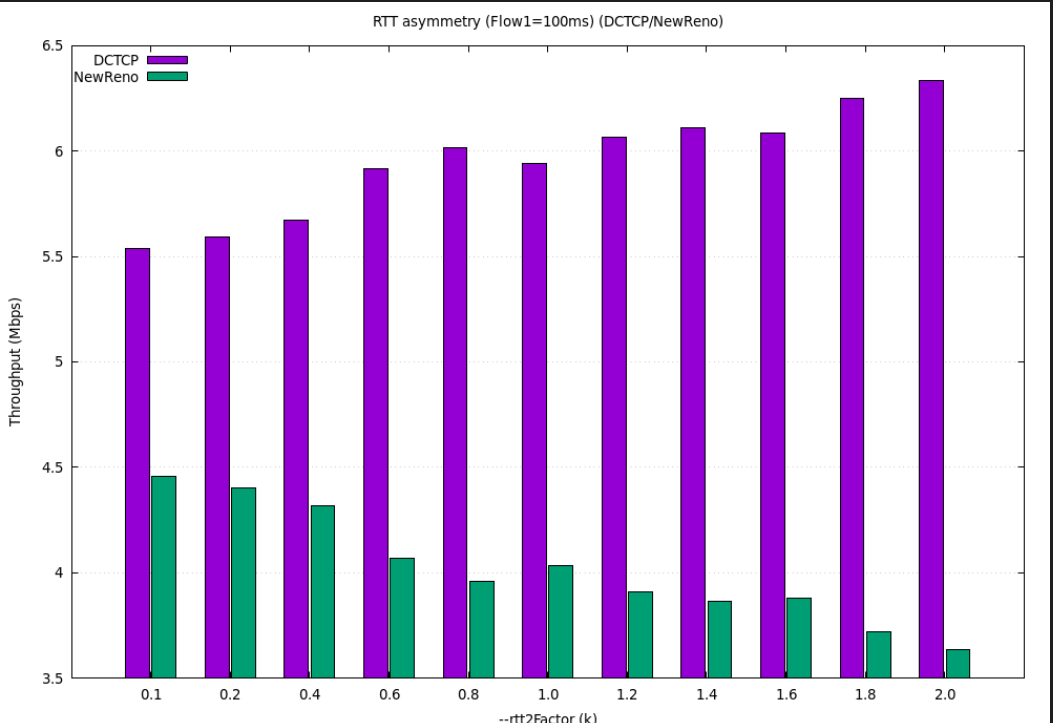 RTT asymmetry (Flow1=100ms) (DCTCP/NewReno)
DCTCP
NewReno
6.5
6
5.5
5
4.5
4
3.5
Throughput (Mbps)
0.1 0.2 0.4 0.6 0.8 1.0 1.2 1.4 1.6 1.8 2.0
--rtt2Factor (k)